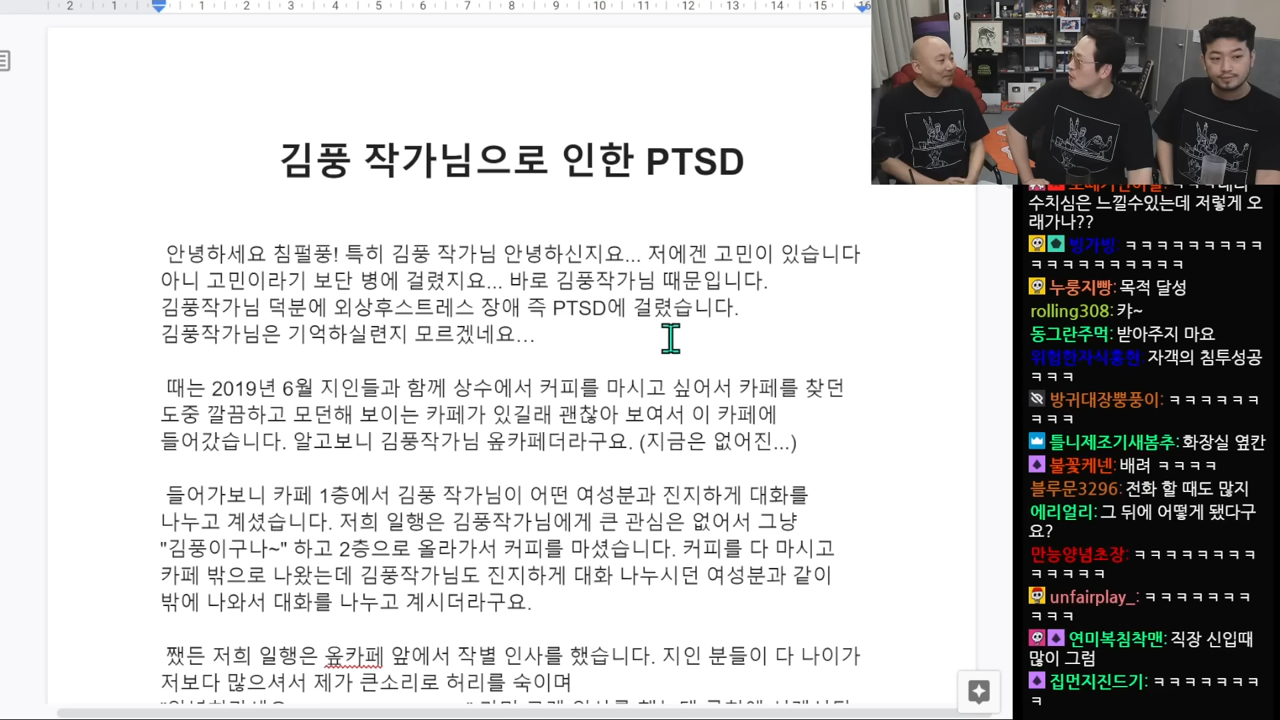 2 1 1 2 3 4 5 6 7 8 9 10 11 12 13 14 15 16
김풍 작가님으로 인한 PTSD
안녕하세요 침펄풍! 특히 김풍 작가님 안녕하신지요... 저에겐 고민이 있습니다
아니 고민이라기 보단 병에 걸렸지요... 바로 김풍작가님 때문입니다.
김풍작가님 덕분에 외상후스트레스 장애 즉 PTSD에 걸렸습니다.
김풍작가님은 기억하실련지 모르겠네요...
때는 2019년 6월 지인들과 함께 상수에서 커피를 마시고 싶어서 카페를 찾던
도중 깔끔하고 모던해 보이는 카페가 있길래 괜찮아 보여서 이 카페에
들어갔습니다. 알고보니 김풍작가님 옾카페더라구요. (지금은 없어진...)
들어가보니 카페 1층에서 김풍 작가님이 어떤 여성분과 진지하게 대화를
나누고 계셨습니다. 저희 일행은 김풍작가님에게 큰 관심은 없어서 그냥
"김풍이구나~" 하고 2층으로 올라가서 커피를 마셨습니다. 커피를 다 마시고
카페 밖으로 나왔는데 김풍작가님도 진지하게 대화 나누시던 여성분과 같이
밖에 나와서 대화를 나누고 계시더라구요.
쨌든 저희 일행은 옾카페 앞에서 작별 인사를 했습니다. 지인 분들이 다 나이가
저보다 많으셔서 제가 큰소리로 허리를 숙이며
수치심은 느낄수있는데 저렇게 오
래가나??
빙가빙: ㅋㅋㅋㅋㅋㅋㅋㅋㅋ
ㅋㅋㅋㅋㅋㅋㅋㅋㅋㅋ
누룽지빵: 목적 달성
rolling308: 캬~
동그란주먹: 받아주지 마요
위험한자식홍현: 자객의 침투성공
ㅋㅋㅋ
방귀대장뿡풍이: ㅋㅋㅋㅋㅋㅋ
ㅋㅋㅋㅋ
틀니제조기새봄추: 화장실 옆칸
불꽃케넨: 배려 ㅋㅋㅋㅋ
블루문3296: 전화 할 때도 많지
에리얼리: 그 뒤에 어떻게 됐다구
요?
만능양념초장: ㅋㅋㅋㅋㅋㅋㅋㅋ
ㅋㅋㅋㅋㅋ
unfairplay_: ㅋㅋㅋㅋㅋㅋㅋ
ㅋㅋㅋㅋ
연미복침착맨: 직장 신입때
많이 그럼
집먼지진드기: ㅋㅋㅋㅋㅋㅋㅋ
ㅋ